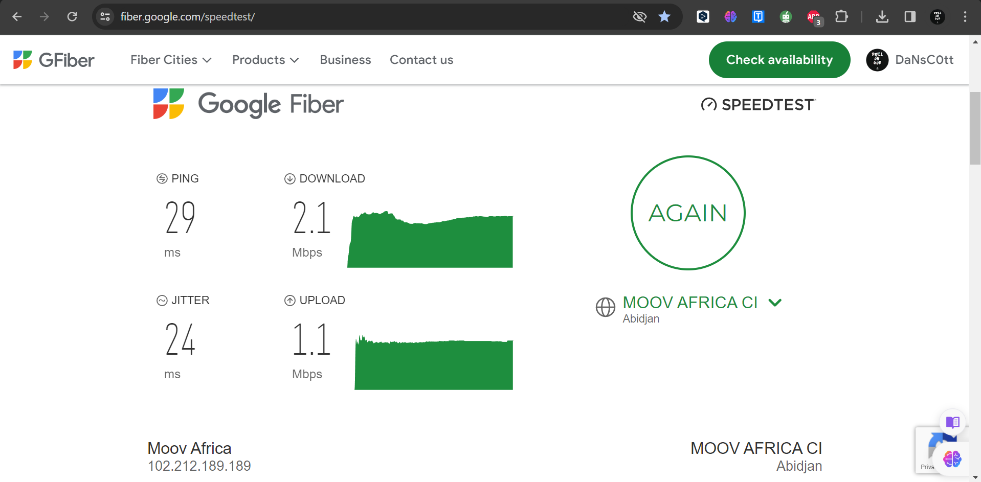 fiber.google.com/speedtest/
3
GFiber
Fiber Cities
Products
Business
Contact us
Check availability
DaNsC0tt
Google Fiber
SPEEDTEST
PING
DOWNLOAD
29
2.1
AGAIN
ms
Mbps
JITTER
UPLOAD
MOOV AFRICA CI
Abidjan
24
1.1
ms
Mbps
Moov Africa
MOOV AFRICA CI
102.212.189.189
Abidjan